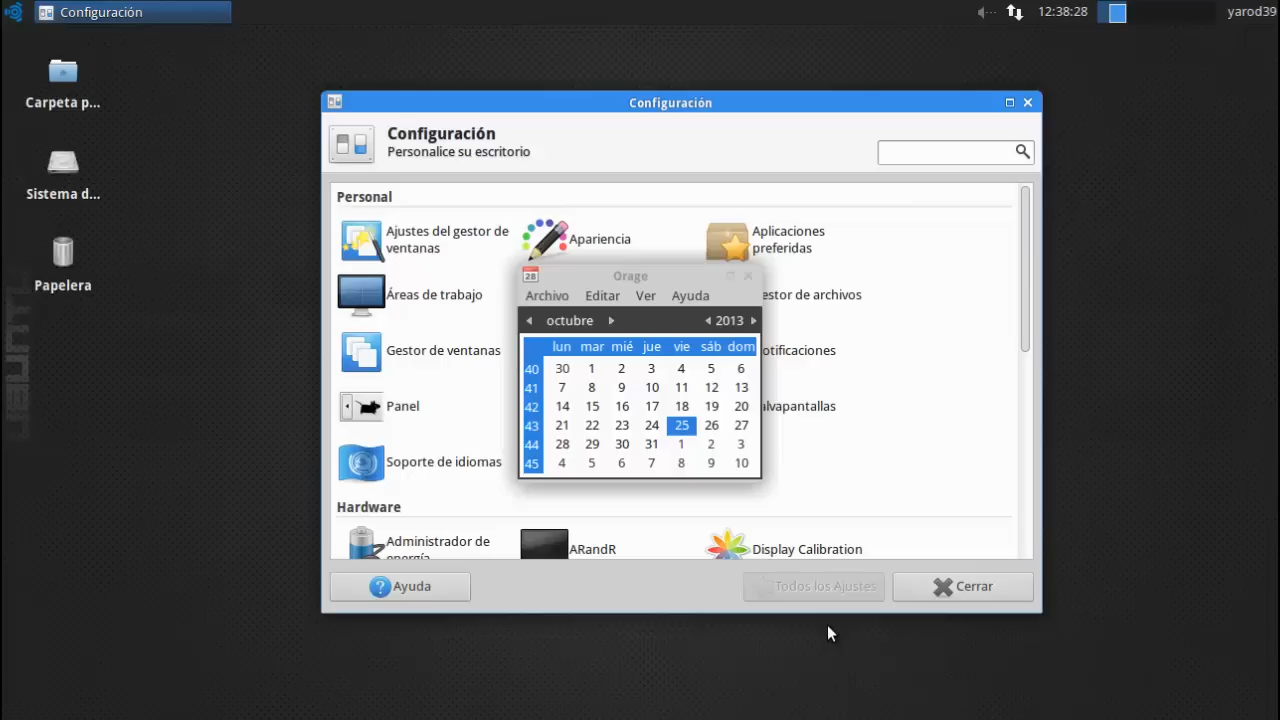 Configuración
12:38:28
yarod39
Carpeta p...
Sistema d...
Papelera
Configuración
Configuración
Personalice su escritorio
Personal
Ajustes del gestor de
ventanas
Apariencia
Aplicaciones
preferidas
Áreas de trabajo
estor de archivos
Gestor de ventanas
otificaciones
Panel
alvapantallas
Soporte de idiomas
Orage
28
Archivo Editar Ver Ayuda
octubre 2013
lun mar mié jue vie sáb dom
40 30 1 2 3 4 5 6
41 7 8 9 10 11 12 13
42 14 15 16 17 18 19 20
43 21 22 23 24 25 26 27
44 28 29 30 31 1 2 3
45 4 5 6 7 8 9 10
Hardware
Administrador de
energía
ARandR
Display Calibration
Ayuda
Todos los Ajustes
Cerrar